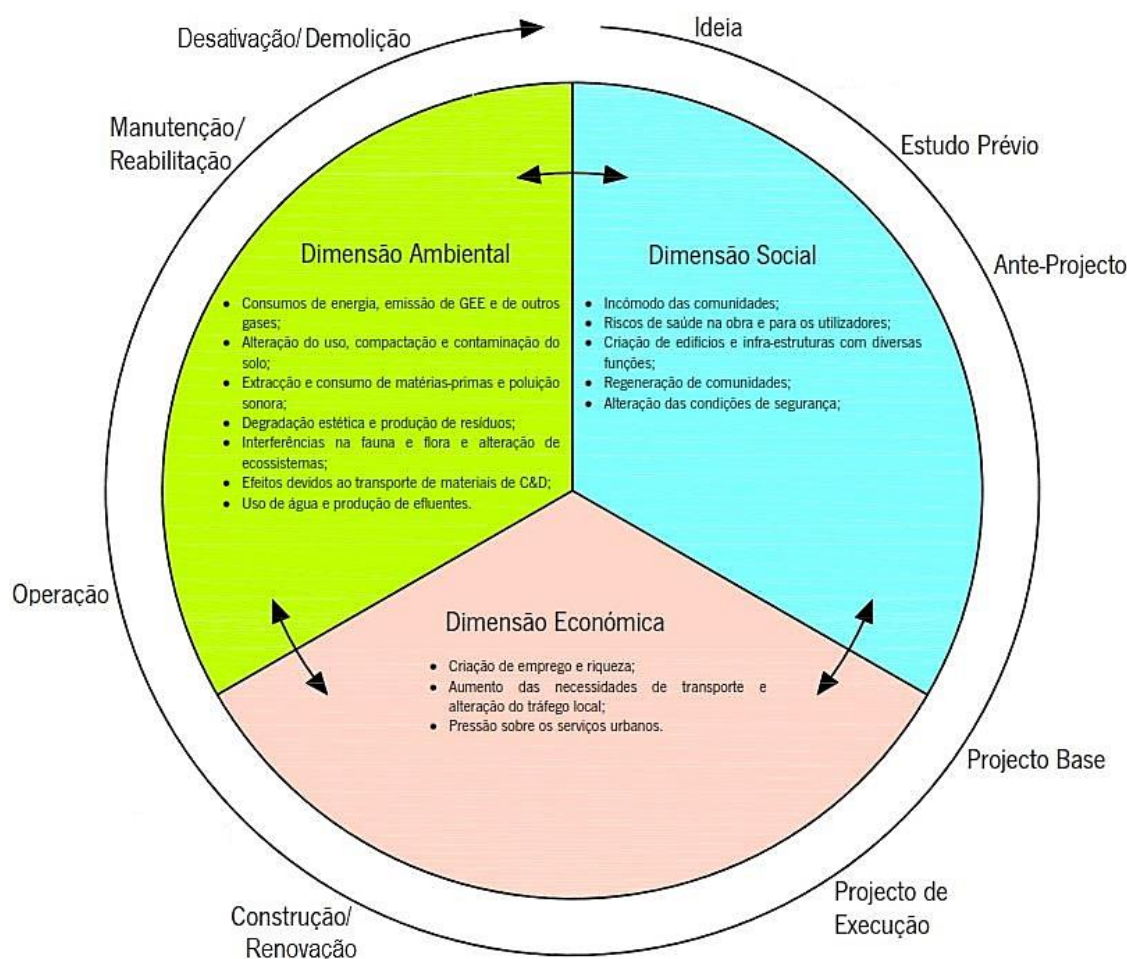 Desativação/Demolição
Ideia
Manutenção/
Reabilitação
Estudo Prévio
Ante-Projecto
Dimensão Ambiental
• Consumos de energia, emissão de GEE e de outros
gases;
• Alteração do uso, compactação e contaminação do
solo;
• Extracção e consumo de matérias-primas e poluição
sonora;
• Degradação estética e produção de resíduos;
• Interferências na fauna e flora e alteração de
ecossistemas;
• Efeitos devidos ao transporte de materiais de C&D;
• Uso de água e produção de efluentes.
Dimensão Social
• Incómodo das comunidades;
• Riscos de saúde na obra e para os utilizadores;
• Criação de edifícios e infra-estruturas com diversas
funções;
• Regeneração de comunidades;
• Alteração das condições de segurança;
Operação
Dimensão Económica
• Criação de emprego e riqueza;
• Aumento das necessidades de transporte e
alteração do tráfego local;
• Pressão sobre os serviços urbanos.
Projecto Base
Projecto de
Execução
Construção/
Renovação